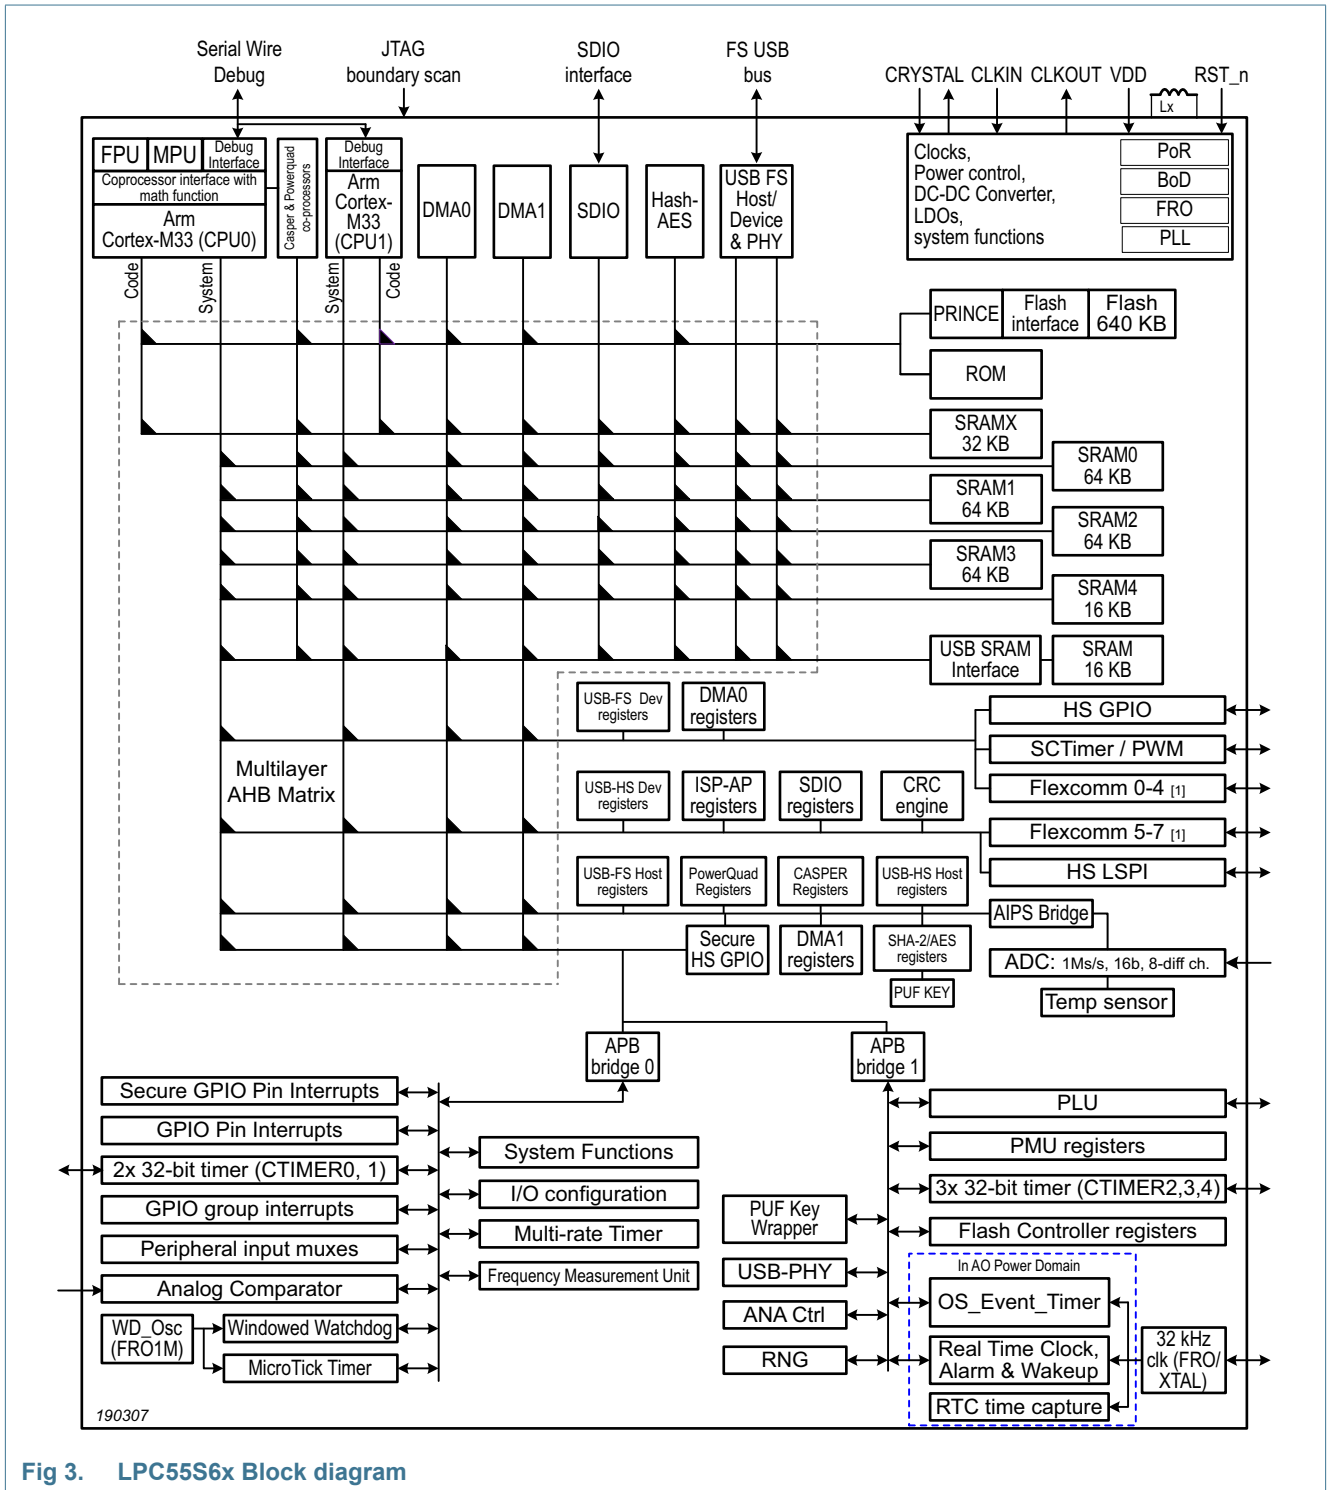 Serial Wire
Debug
JTAG
boundary scan
SDIO
interface
FS USB
bus
CRYSTAL CLKIN CLKOUT VDD
Lx
RST_n
FPU
MPU
Debug
Interface
Coprocessor interface with
math function
Arm
Cortex-M33 (CPU0)
Casper & Powerquad
co-processors
Debug
Interface
Arm
Cortex-
M33
(CPU1)
DMA0
DMA1
SDIO
Hash-
AES
USB FS
Host/
Device
& PHY
Clocks,
Power control,
DC-DC Converter,
LDOs,
system functions
PoR
BoD
FRO
PLL
Code
System
System
Code
PRINCE
Flash
interface
Flash
640 KB
ROM
SRAMX
32 KB
SRAM0
64 KB
SRAM1
64 KB
SRAM2
64 KB
SRAM3
64 KB
SRAM4
16 KB
USB SRAM
Interface
SRAM
16 KB
USB-FS Dev
registers
DMA0
registers
HS GPIO
SCTimer / PWM
Flexcomm 0-4 [1]
Multilayer
AHB Matrix
USB-HS Dev
registers
ISP-AP
registers
SDIO
registers
CRC
engine
Flexcomm 5-7 [1]
HS LSPI
USB-FS Host
registers
PowerQuad
Registers
CASPER
Registers
USB-HS Host
registers
AIPS Bridge
Secure
HS GPIO
DMA1
registers
SHA-2/AES
registers
PUF KEY
ADC: 1Ms/s, 16b, 8-diff ch.
Temp sensor
APB
bridge 0
APB
bridge 1
Secure GPIO Pin Interrupts
GPIO Pin Interrupts
2x 32-bit timer (CTIMER0, 1)
GPIO group interrupts
Peripheral input muxes
Analog Comparator
WD_Osc
(FRO1M)
Windowed Watchdog
MicroTick Timer
System Functions
I/O configuration
Multi-rate Timer
Frequency Measurement Unit
PUF Key
Wrapper
USB-PHY
ANA Ctrl
RNG
PLU
PMU registers
3x 32-bit timer (CTIMER2,3,4)
Flash Controller registers
In AO Power Domain
OS_Event_Timer
Real Time Clock,
Alarm & Wakeup
RTC time capture
32 kHz
clk (FRO/
XTAL)
190307
Fig 3. LPC55S6x Block diagram